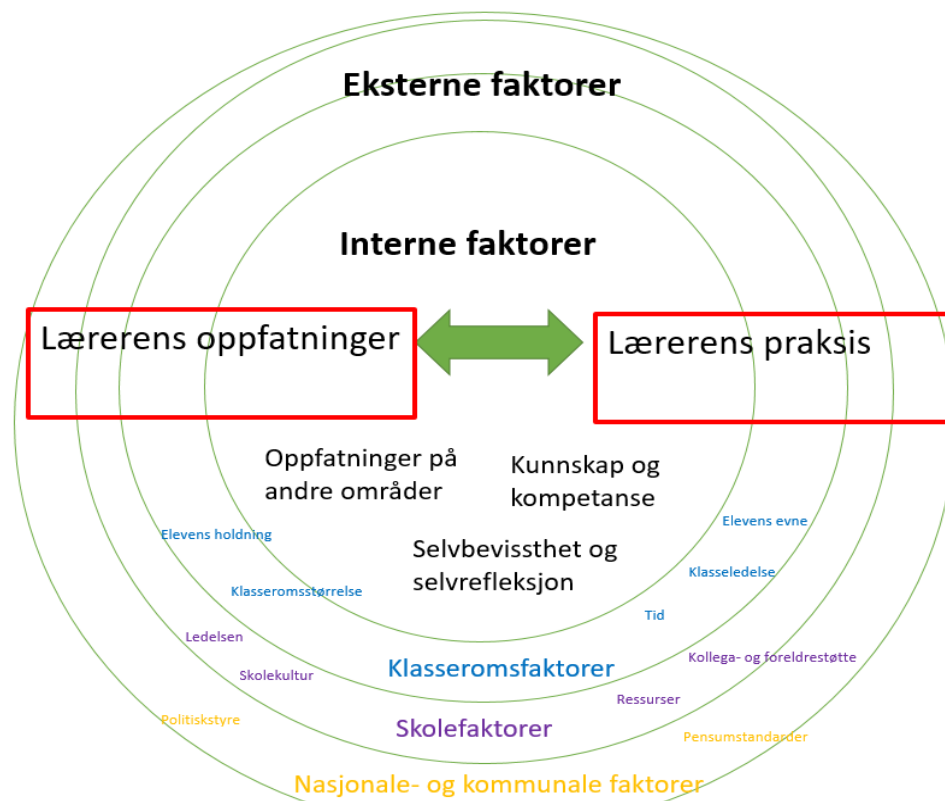 Eksterne faktorer
Interne faktorer
Lærerens oppfatninger
Lærerens praksis
Oppfatninger på
andre områder
Kunnskap og
kompetanse
Selvbevissthet og
selvrefleksjon
Elevens holdning
Elevens evne
Klasseromsstørrelse
Klasseledelse
Tid
Klasseromsfaktorer
Ledelsen
Skolekultur
Kollega- og foreldrestøtte
Ressurser
Skolefaktorer
Politiskstyre
Pensumstandarder
Nasjonale- og kommunale faktorer